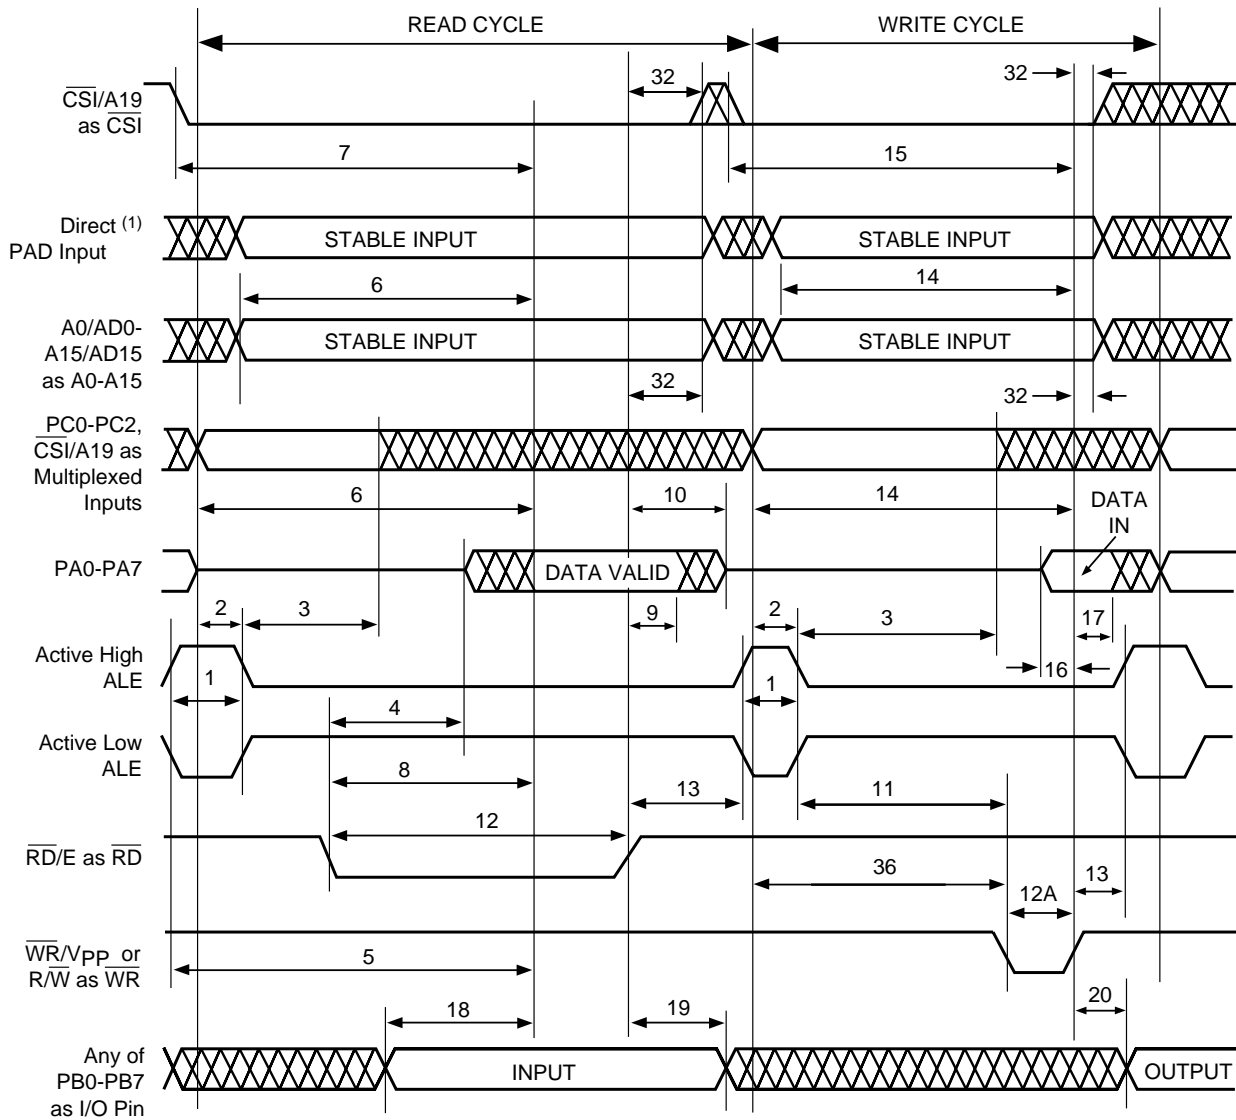 READ CYCLE
WRITE CYCLE
CSI/A19
as CSI
32
32
7
15
Direct (1)
PAD Input
STABLE INPUT
STABLE INPUT
6
14
A0/AD0-
A15/AD15
as A0-A15
STABLE INPUT
STABLE INPUT
32
32
PC0-PC2,
CSI/A19 as
Multiplexed
Inputs
6
10
14
DATA
IN
PA0-PA7
DATA VALID
2
3
9
2
3
17
Active High
ALE
1
1
16
4
Active Low
ALE
8
13
11
12
RD/E as RD
36
12A
13
WR/VPP or
R/W as WR
5
18
19
20
Any of
PB0-PB7
as I/O Pin
INPUT
OUTPUT